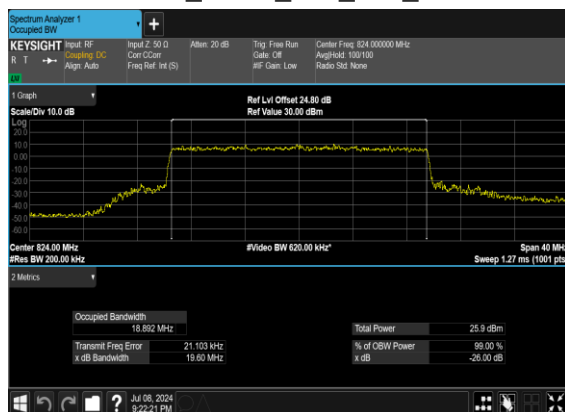 Spectrum Analyzer 1
Occupied BW
+
KEYSIGHT Input: RF Input Z: 50 Ω Atten: 20 dB Trig: Free Run Center Freq: 824.000000 MHz
R T Coupling: DC Corr CCorr Gate: Off Avg|Hold: 100/100
Align: Auto Freq Ref: Int (S) #IF Gain: Low Radio Std: None
1 Graph
Ref Lvl Offset 24.80 dB
Scale/Div 10.0 dB Ref Value 30.00 dBm
Log
20.0
10.0
0.00
-10.0
-20.0
-30.0
-40.0
-50.0
-60.0
Center 824.00 MHz #Video BW 620.00 kHz* Span 40 MHz
#Res BW 200.00 kHz Sweep 1.27 ms (1001 pts
2 Metrics
Occupied Bandwidth
18.892 MHz Total Power 25.9 dBm
Transmit Freq Error 21.103 kHz % of OBW Power 99.00 %
x dB Bandwidth 19.60 MHz x dB -26.00 dB
? Jul 08, 2024
9:22:21 PM